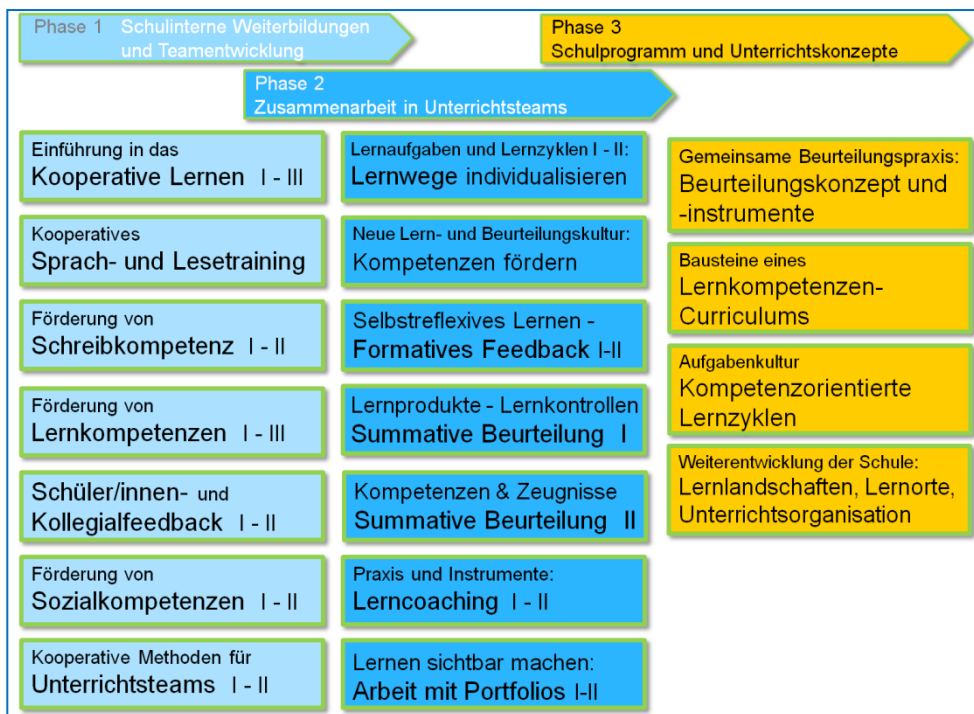 Phase 1 Schulinterne Weiterbildungen
und Teamentwicklung
Phase 3
Schulprogramm und Unterrichtskonzepte
Phase 2
Zusammenarbeit in Unterrichtsteams
Einführung in das
Kooperative Lernen I - III
Kooperatives
Sprach- und Lesetraining
Förderung von
Schreibkompetenz I - II
Förderung von
Lernkompetenzen I - III
Schüler/innen- und
Kollegialfeedback I - II
Förderung von
Sozialkompetenzen I - II
Kooperative Methoden für
Unterrichtsteams I - II
Lernaufgaben und Lernzyklen I - II:
Lernwege individualisieren
Neue Lern- und Beurteilungskultur:
Kompetenzen fördern
Selbstreflexives Lernen -
Formatives Feedback I-II
Lernprodukte - Lernkontrollen
Summative Beurteilung I
Kompetenzen & Zeugnisse
Summative Beurteilung II
Praxis und Instrumente:
Lerncoaching I - II
Lernen sichtbar machen:
Arbeit mit Portfolios I-II
Gemeinsame Beurteilungspraxis:
Beurteilungskonzept und
-instrumente
Bausteine eines
Lernkompetenzen-
Curriculums
Aufgabenkultur
Kompetenzorientierte
Lernzyklen
Weiterentwicklung der Schule:
Lernlandschaften, Lernorte,
Unterrichtsorganisation